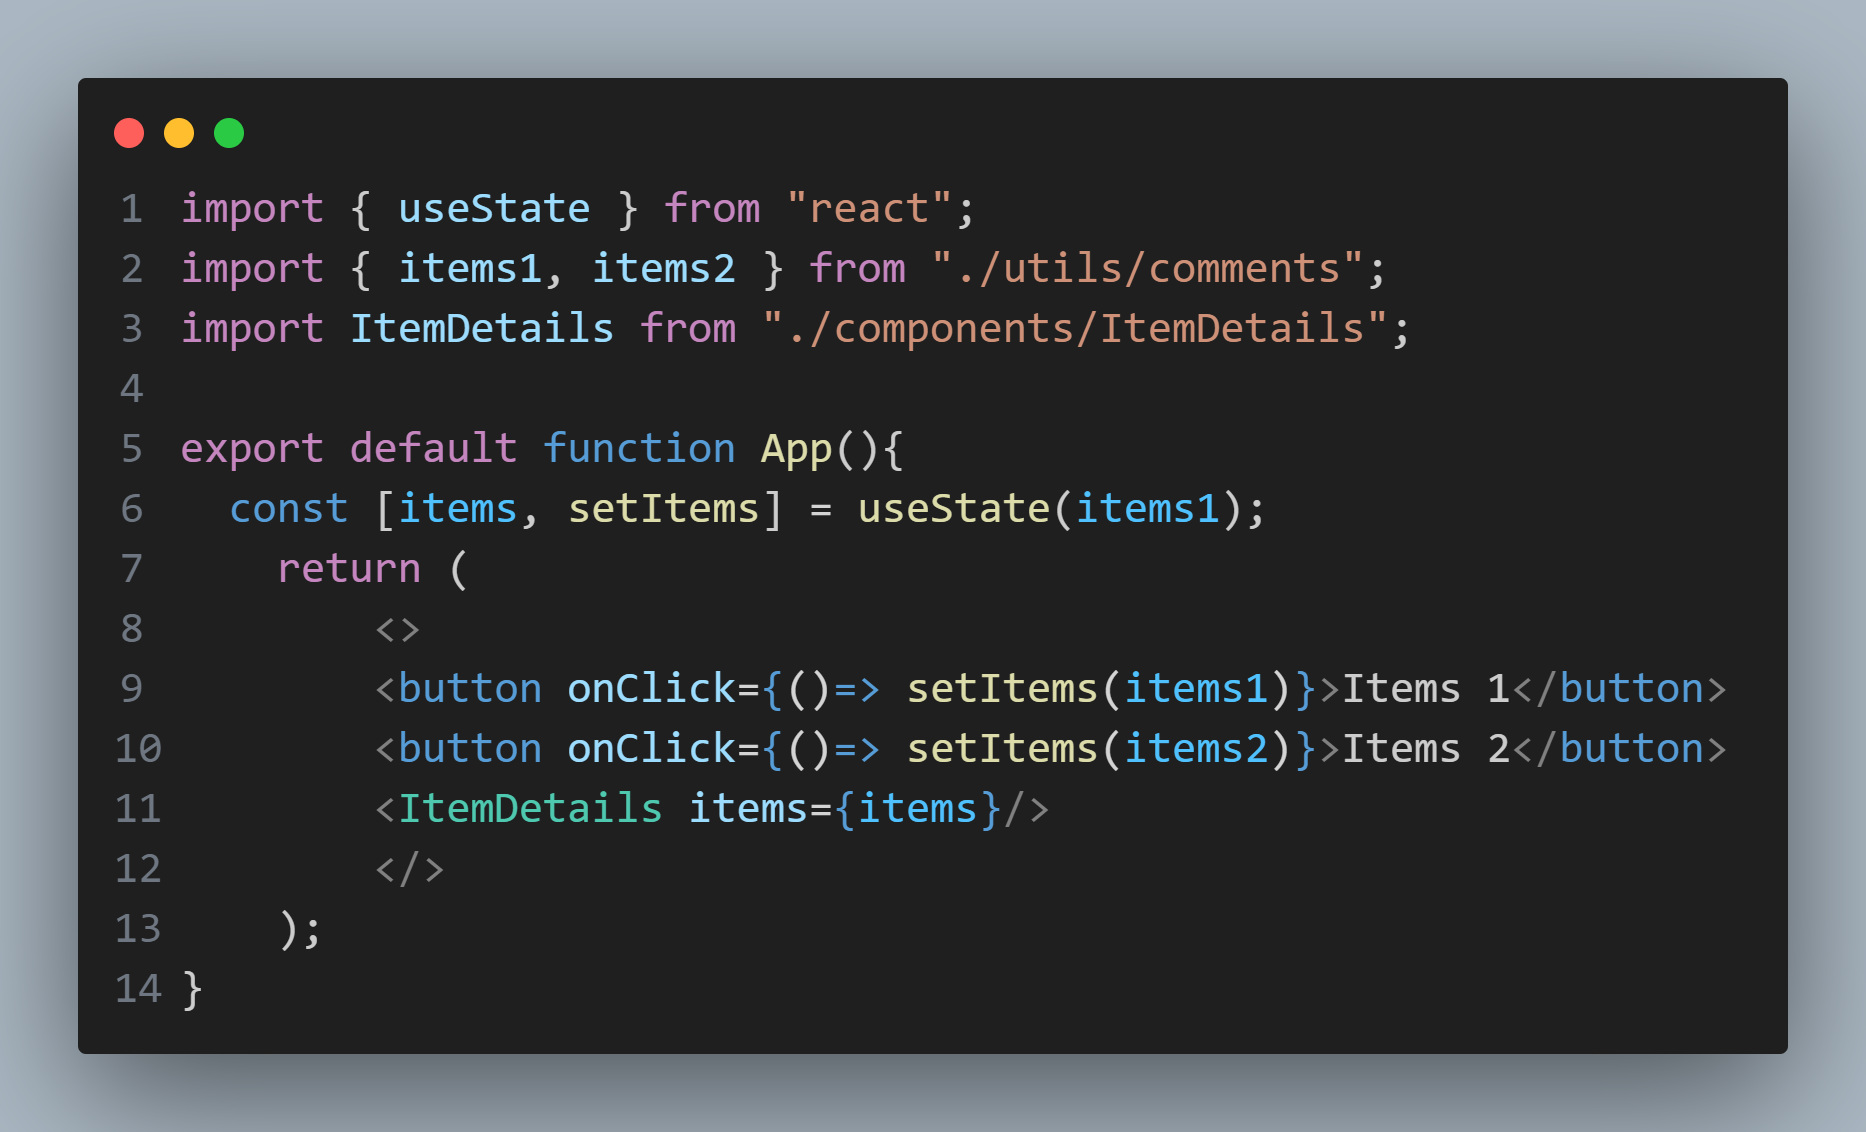 1 import { useState } from "react";
2 import { items1, items2 } from "./utils/comments";
3 import ItemDetails from "./components/ItemDetails";
4
5 export default function App(){
6   const [items, setItems] = useState(items1);
7     return (
8         <>
9         <button onClick={()=> setItems(items1)}>Items 1</button>
10         <button onClick={()=> setItems(items2)}>Items 2</button>
11         <ItemDetails items={items}/>
12         </>
13     );
14 }